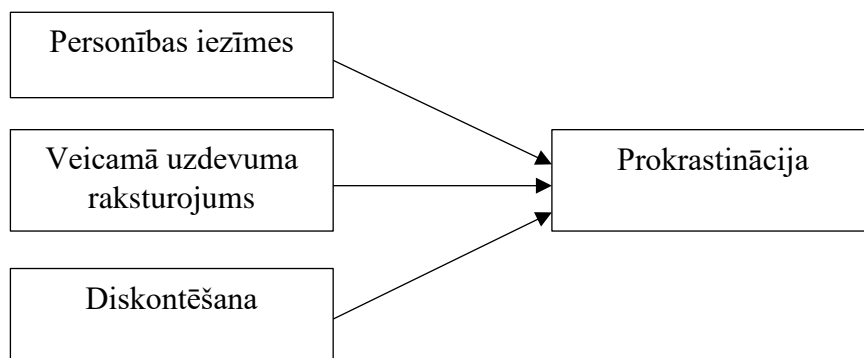 Personības iezīmes
Veicamā uzdevuma
raksturojums
Diskontēšana
Prokrastinācija